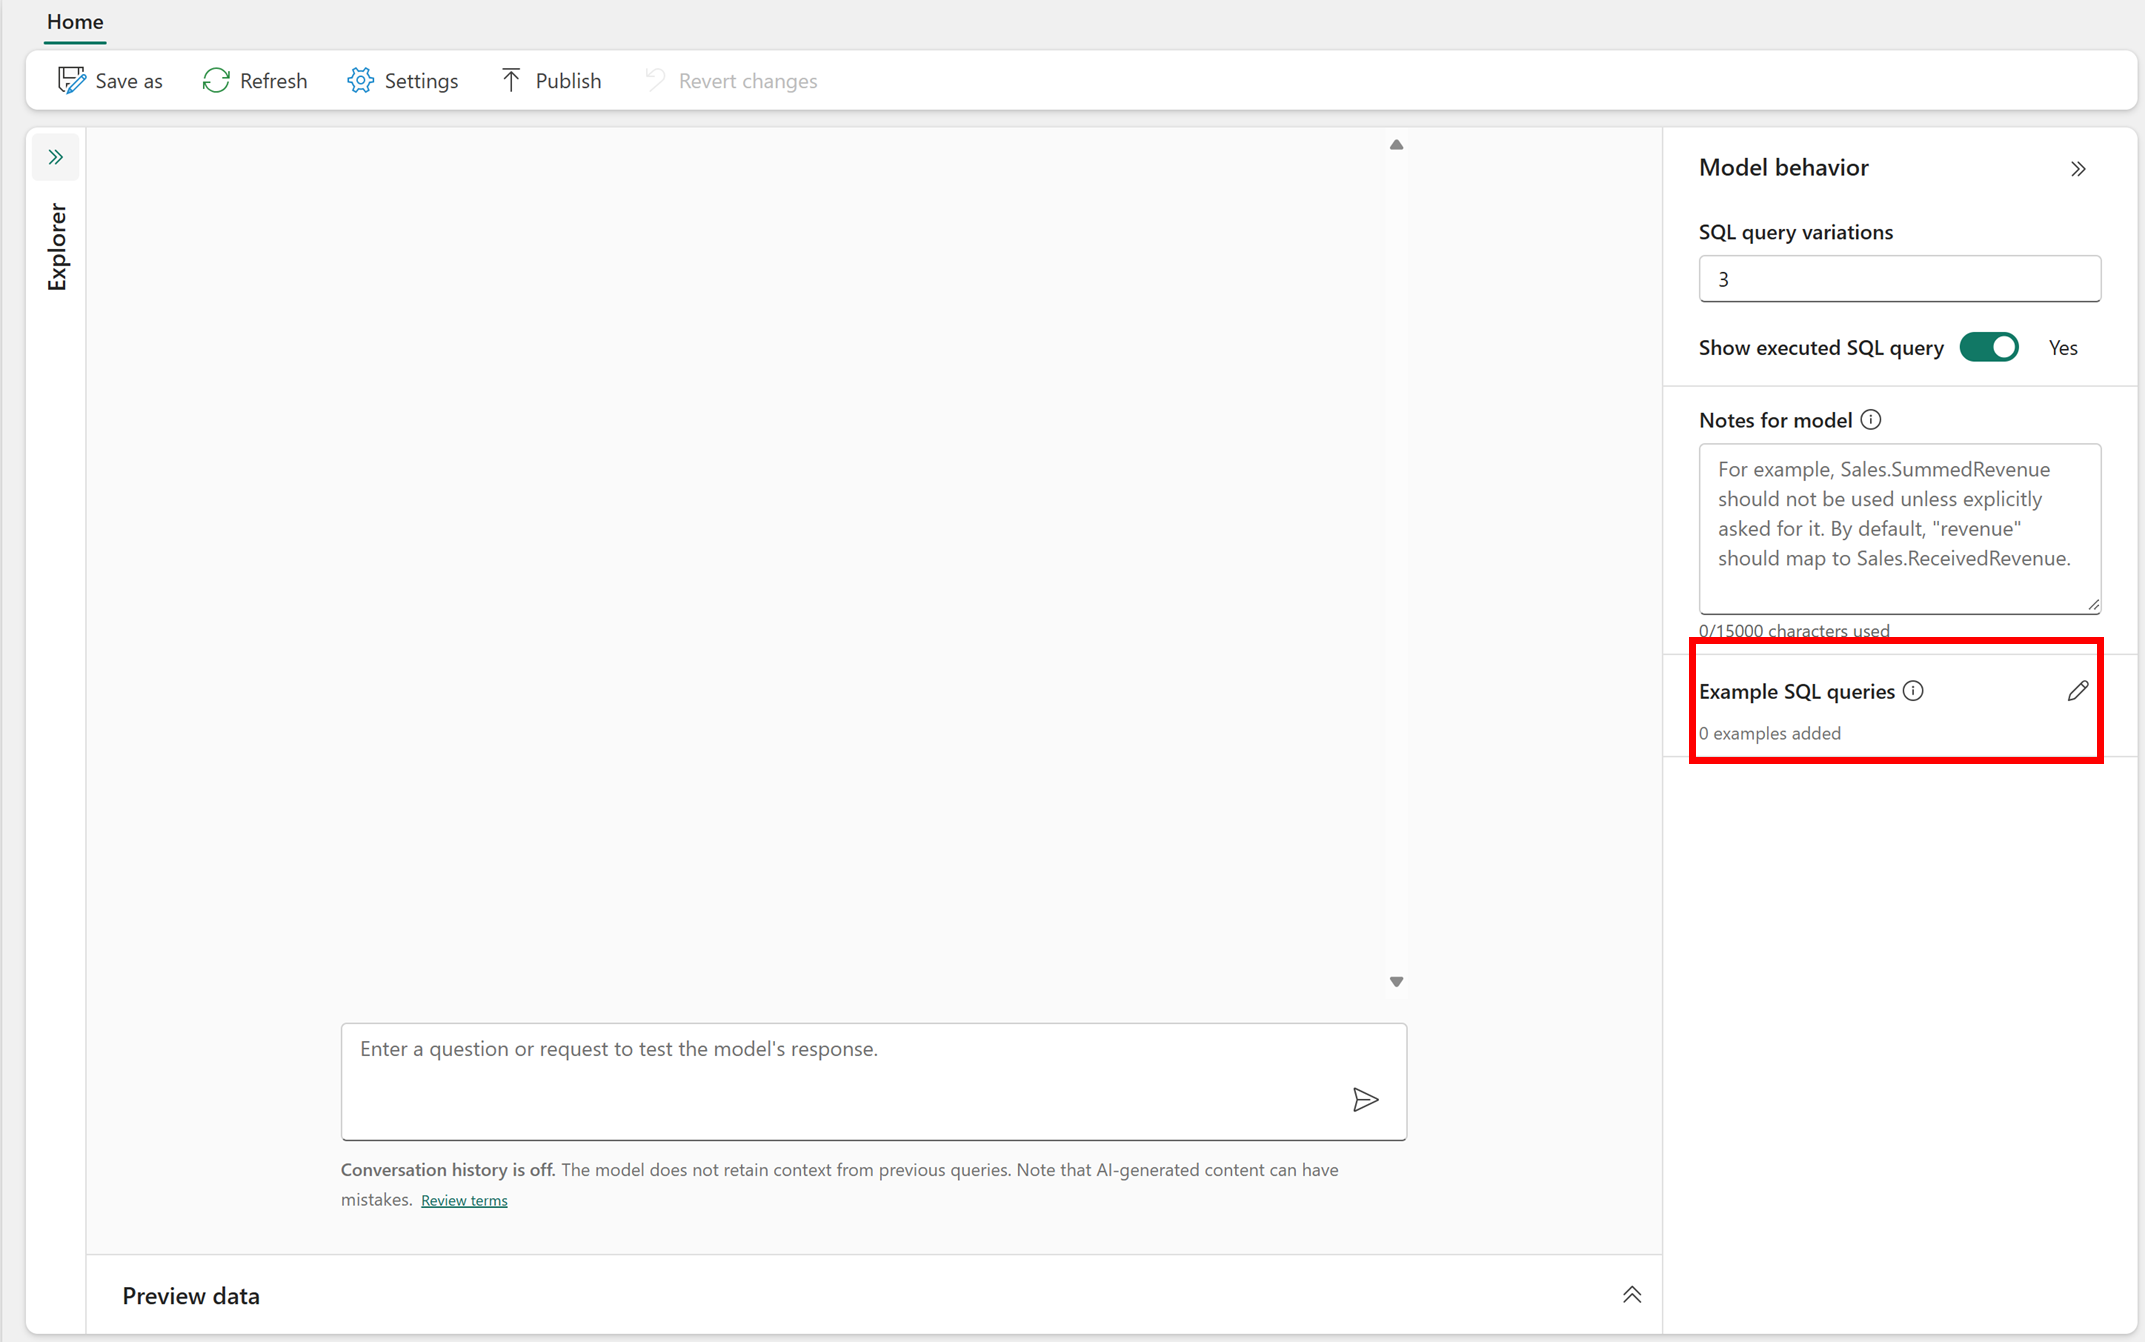 Home
Save as
Refresh
Settings
Publish
Revert changes
Explorer
Model behavior
SQL query variations
3
Show executed SQL query
Yes
Notes for model
For example, Sales.SummedRevenue
should not be used unless explicitly
asked for it. By default, "revenue"
should map to Sales.ReceivedRevenue.
0/15000 characters used
Example SQL queries
0 examples added
Enter a question or request to test the model's response.
Conversation history is off. The model does not retain context from previous queries. Note that AI-generated content can have
mistakes. Review terms
Preview data